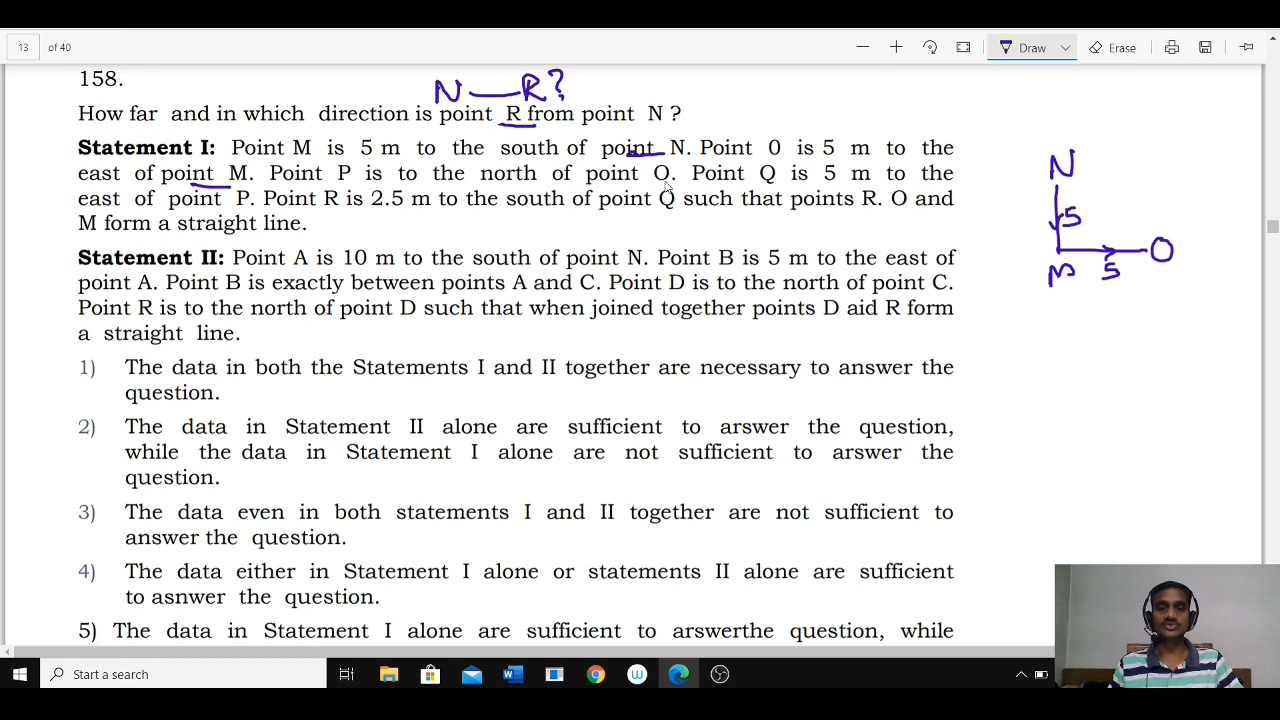 13 of 40
Draw
Erase
158.
N — R?
How far and in which direction is point R from point N ?
Statement I: Point M is 5 m to the south of point N. Point 0 is 5 m to the
east of point M. Point P is to the north of point O. Point Q is 5 m to the
east of point P. Point R is 2.5 m to the south of point Q such that points R. O and
M form a straight line.
N
5
O
M 5
Statement II: Point A is 10 m to the south of point N. Point B is 5 m to the east of
point A. Point B is exactly between points A and C. Point D is to the north of point C.
Point R is to the north of point D such that when joined together points D aid R form
a straight line.
1) The data in both the Statements I and II together are necessary to answer the
question.
2) The data in Statement II alone are sufficient to arswer the question,
while the data in Statement I alone are not sufficient to arswer the
question.
3) The data even in both statements I and II together are not sufficient to
answer the question.
4) The data either in Statement I alone or statements II alone are sufficient
to asnwer the question.
5) The data in Statement I alone are sufficient to arswerthe question, while
Start a search